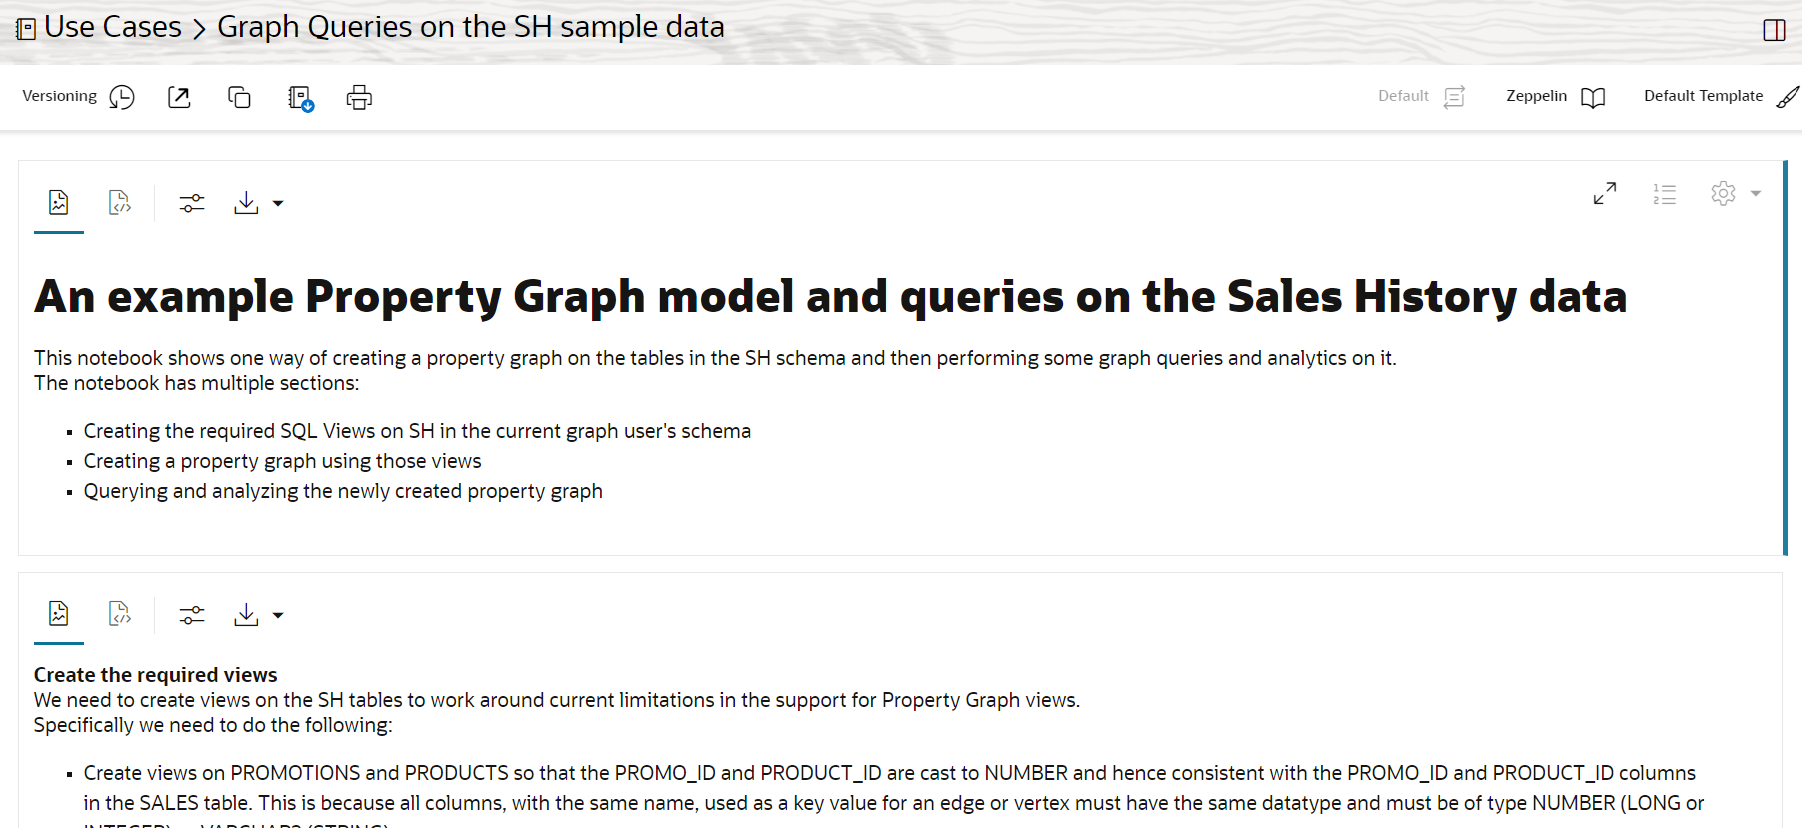 Use Cases > Graph Queries on the SH sample data
Versioning
Default
Zeppelin
Default Template
An example Property Graph model and queries on the Sales History data
This notebook shows one way of creating a property graph on the tables in the SH schema and then performing some graph queries and analytics on it.
The notebook has multiple sections:
Creating the required SQL Views on SH in the current graph user's schema
Creating a property graph using those views
Querying and analyzing the newly created property graph
Create the required views
We need to create views on the SH tables to work around current limitations in the support for Property Graph views.
Specifically we need to do the following:
Create views on PROMOTIONS and PRODUCTS so that the PROMO_ID and PRODUCT_ID are cast to NUMBER and hence consistent with the PROMO_ID and PRODUCT_ID columns
in the SALES table. This is because all columns, with the same name, used as a key value for an edge or vertex must have the same datatype and must be of type NUMBER (LONG or